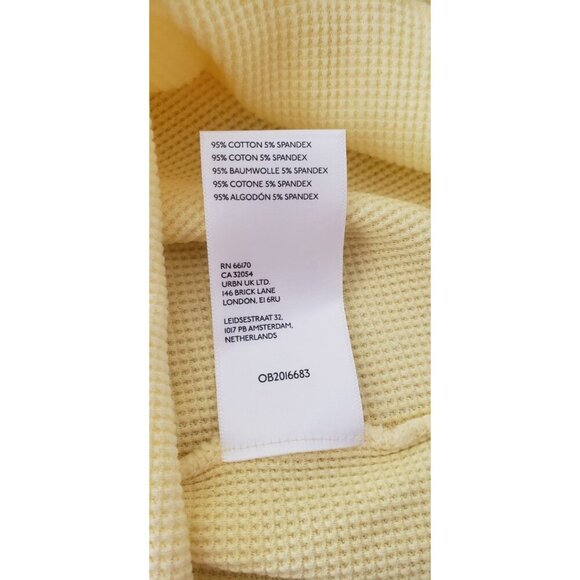 95% COTTON 5% SPANDEX
95% COTON 5% SPANDEX
95% BAUMWOLLE 5% SPANDEX
95% COTONE 5% SPANDEX
95% ALGODÓN 5% SPANDEX
RN 66170
CA 32054
URBN UK LTD.
146 BRICK LANE
LONDON, E1 6RU
LEIDSESTRAAT 32,
1017 PB AMSTERDAM,
NETHERLANDS
OB2016683